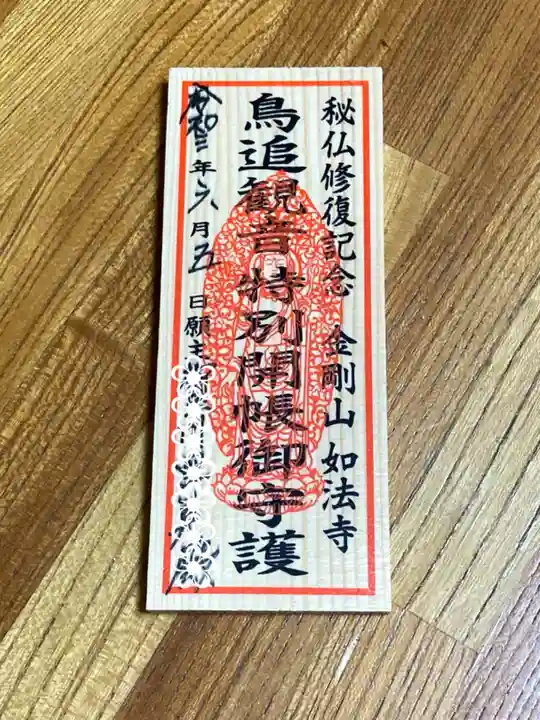 秘仏修復記念 金剛山 如法寺
鳥追観音特別開帳御守護
令和三年六月五日願主